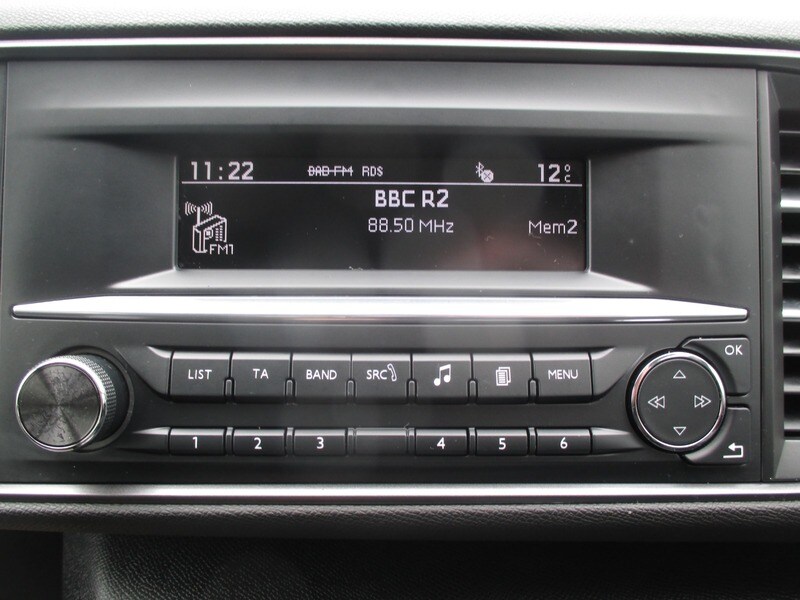 11:22 DAB FM RDS 12°C
BBC R2
88.50 MHz Mem2
FM1
LIST TA BAND SRC MENU OK
1 2 3 4 5 6